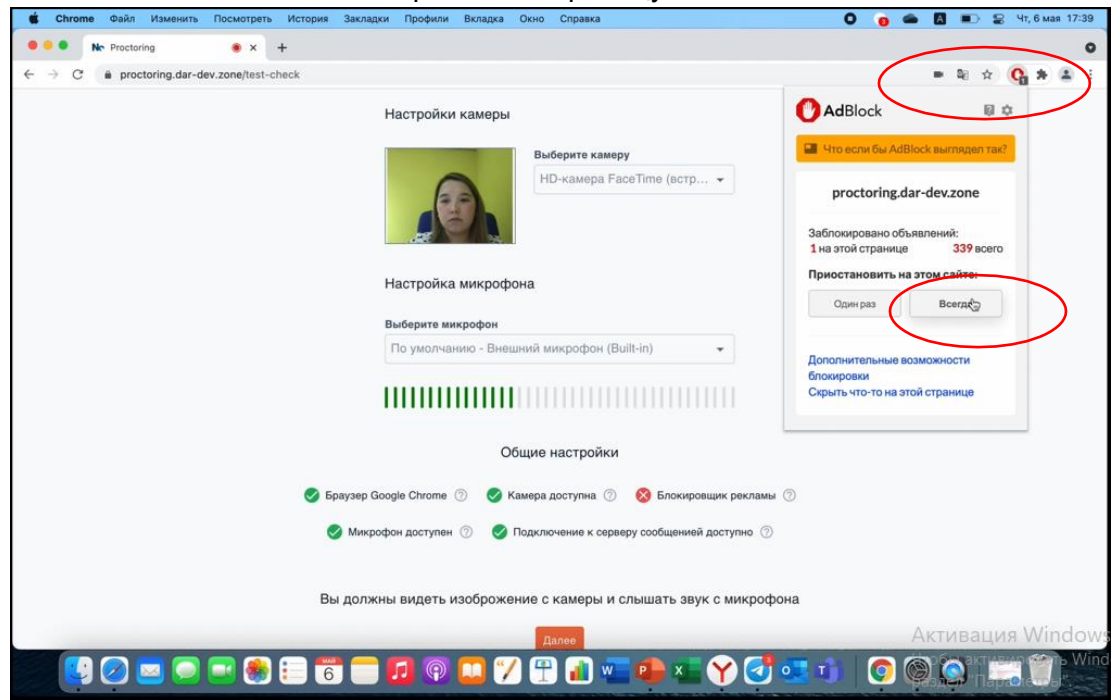 Chrome Файл Изменить Посмотреть История Закладки Профили Вкладка Окно Справка
3
Чт, 6 мая 17:39
Proctoring
proctoring.dar-dev.zone/test-check
1
Настройки камеры
Выберите камеру
HD-камера FaceTime (встр...
Настройка микрофона
Выберите микрофон
По умолчанию - Внешний микрофон (Built-in)
Общие настройки
Браузер Google Chrome
Камера доступна
Блокировщик рекламы
Микрофон доступен
Подключение к серверу сообщенией доступно
Вы должны видеть изоброжение с камеры и слышать звук с микрофона
Далее
AdBlock
Что если бы AdBlock выглядел так?
proctoring.dar-dev.zone
Заблокировано объявлений:
1 на этой странице 339 всего
Приостановить на этом сайте:
Один раз
Всегда
Дополнительные возможности
блокировки
Скрыть что-то на этой странице
Активация Windows
МАЙ
6